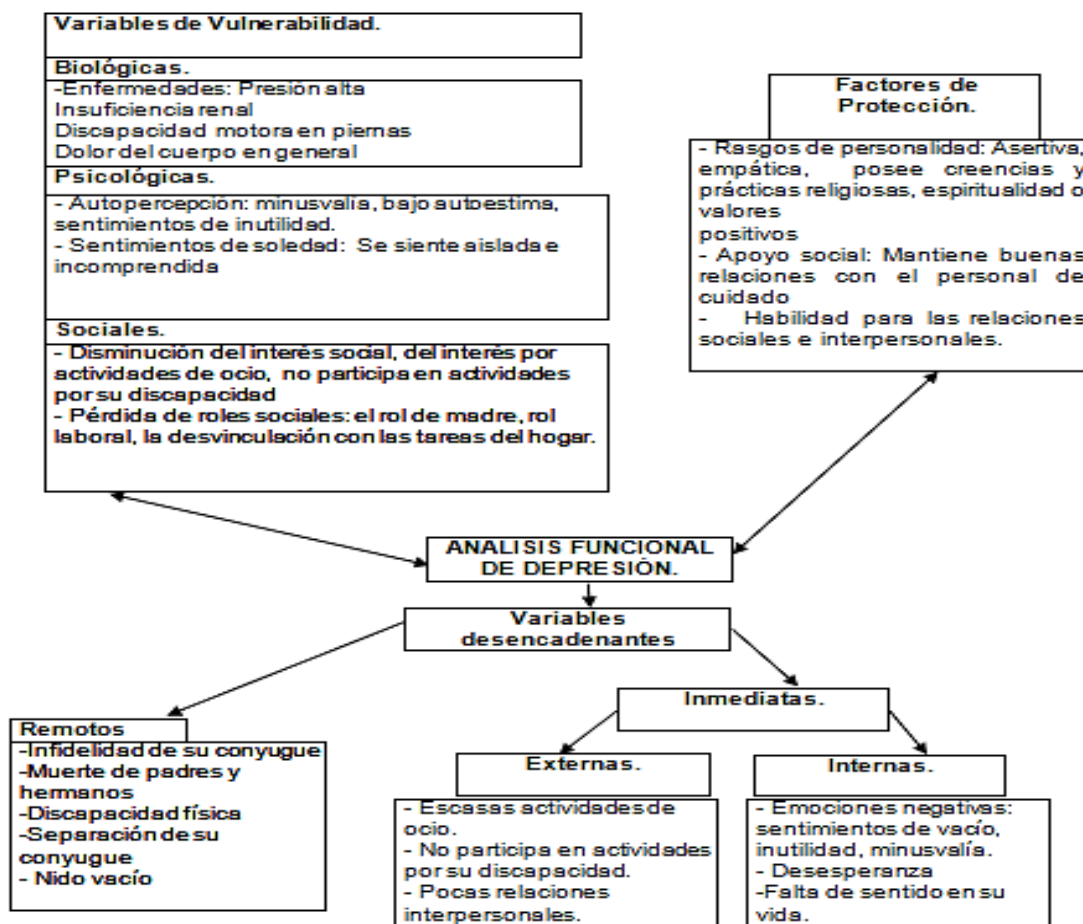 Variables de Vulnerabilidad.
Biológicas.
-Enfermedades: Presión alta
Insuficiencia renal
Discapacidad motora en piernas
Dolor del cuerpo en general
Psicológicas.
- Autopercepción: minusvalía, bajo autoestima,
sentimientos de inutilidad.
- Sentimientos de soledad: Se siente aislada e
incomprendida
Sociales.
- Disminución del interés social, del interés por
actividades de ocio, no participa en actividades
por su discapacidad
- Pérdida de roles sociales: el rol de madre, rol
laboral, la desvinculación con las tareas del hogar.
Factores de
Protección.
- Rasgos de personalidad: Asertiva,
empática, posee creencias y
prácticas religiosas, espiritualidad o
valores
positivos
- Apoyo social: Mantiene buenas
relaciones con el personal de
cuidado
- Habilidad para las relaciones
sociales e interpersonales.
ANALISIS FUNCIONAL
DE DEPRESIÓN.
Variables
desencadenantes
Inmediatas.
Remotos
-Infidelidad de su conyugue
-Muerte de padres y
hermanos
-Discapacidad física
-Separación de su
conyugue
- Nido vacío
Externas.
- Escasas actividades de
ocio.
- No participa en actividades
por su discapacidad.
- Pocas relaciones
interpersonales.
Internas.
- Emociones negativas:
sentimientos de vacío,
inutilidad, minusvalía.
- Desesperanza
-Falta de sentido en su
vida.